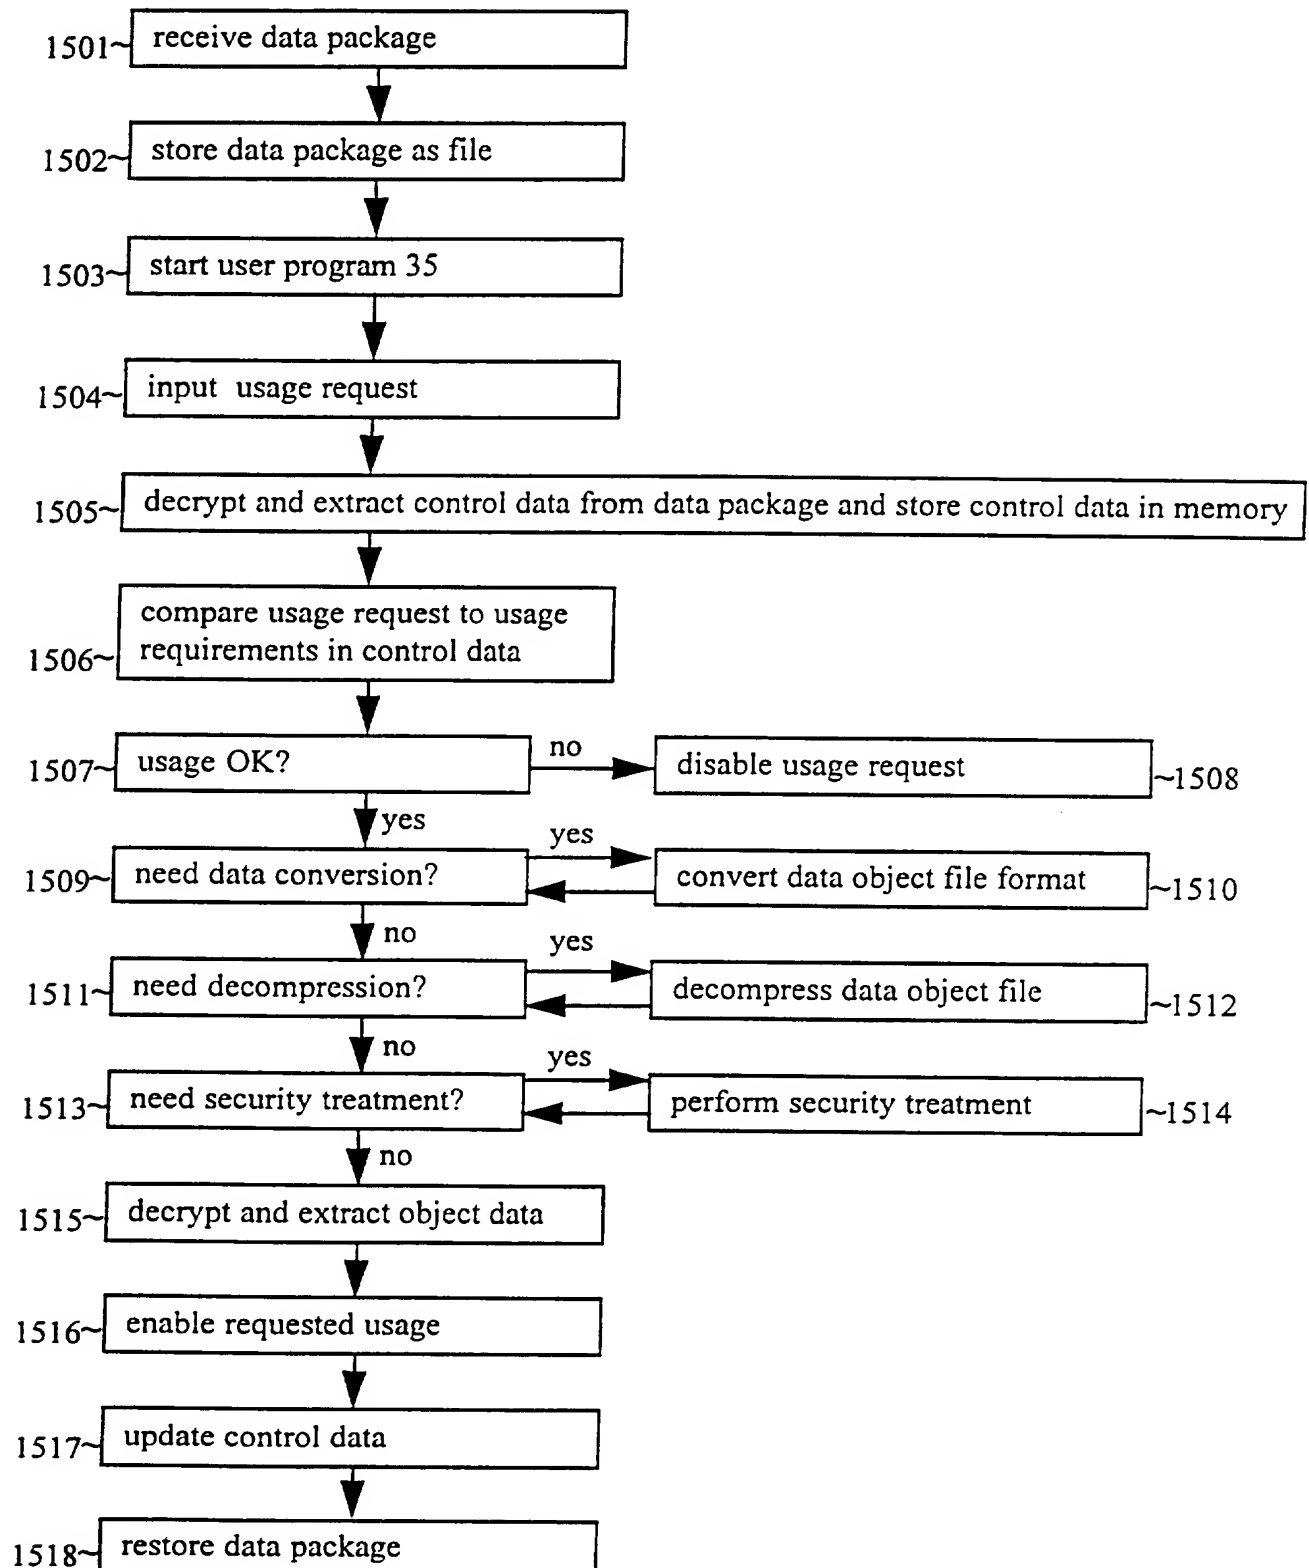 1501~ receive data package
1502~ store data package as file
1503~ start user program 35
1504~ input usage request
1505~ decrypt and extract control data from data package and store control data in memory
compare usage request to usage
1506~ requirements in control data
1507~ usage OK? no disable usage request ~1508
yes
yes
1509~ need data conversion? convert data object file format ~1510
no
yes
1511~ need decompression? decompress data object file ~1512
no
yes
1513~ need security treatment? perform security treatment ~1514
no
1515~ decrypt and extract object data
1516~ enable requested usage
1517~ update control data
1518~ restore data package